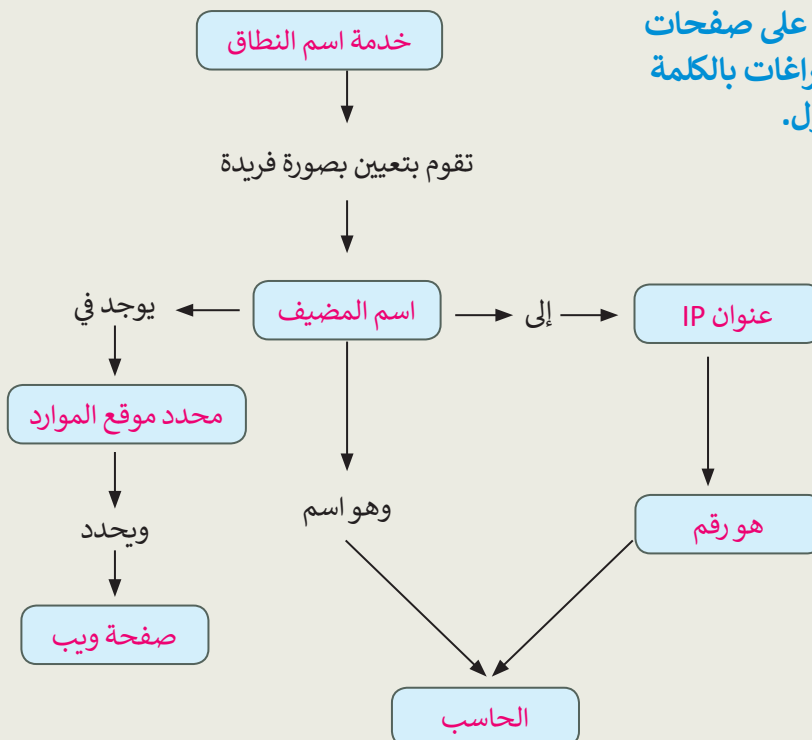 على صفحات
بالكلمة
خدمة اسم النطاق
تقوم بتعيين بصورة فريدة
عنوان IP
إلى
اسم المضيف
يوجد في
محدد موقع الموارد
هو رقم
وهو اسم
ويحدد
صفحة ويب
الحاسب